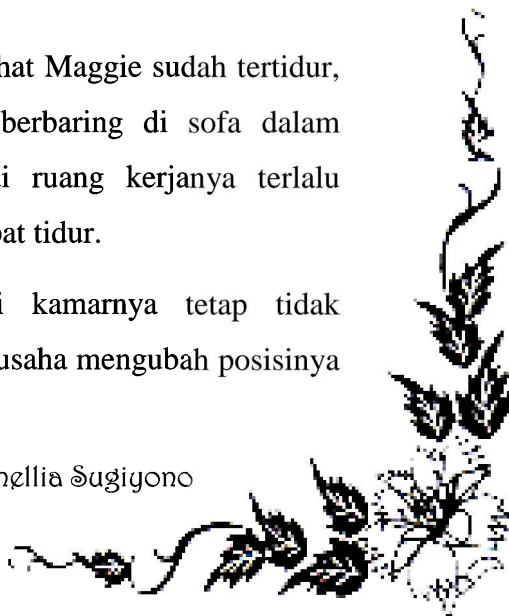 hat Maggie sudah tertidur,
berbaring di sofa dalam
i ruang kerjanya terlalu
at tidur.
i kamarnya tetap tidak
usaha mengubah posisinya
nellia Sugiyono